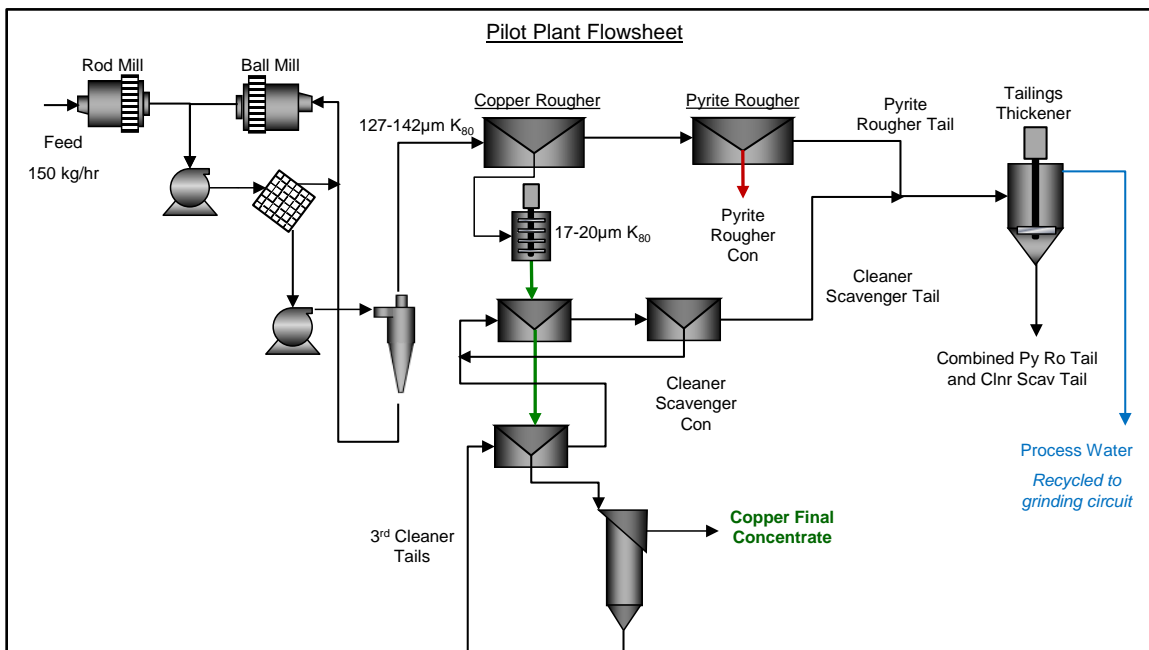 Pilot Plant Flowsheet
Rod Mill
Ball Mill
Feed
150 kg/hr
127-142µm K80
Copper Rougher
Pyrite Rougher
Pyrite
Rougher Tail
Tailings
Thickener
17-20µm K80
Pyrite
Rougher
Con
Cleaner
Scavenger Tail
Cleaner
Scavenger
Con
Combined Py Ro Tail
and Clnr Scav Tail
Process Water
Recycled to
grinding circuit
3rd Cleaner
Tails
Copper Final
Concentrate